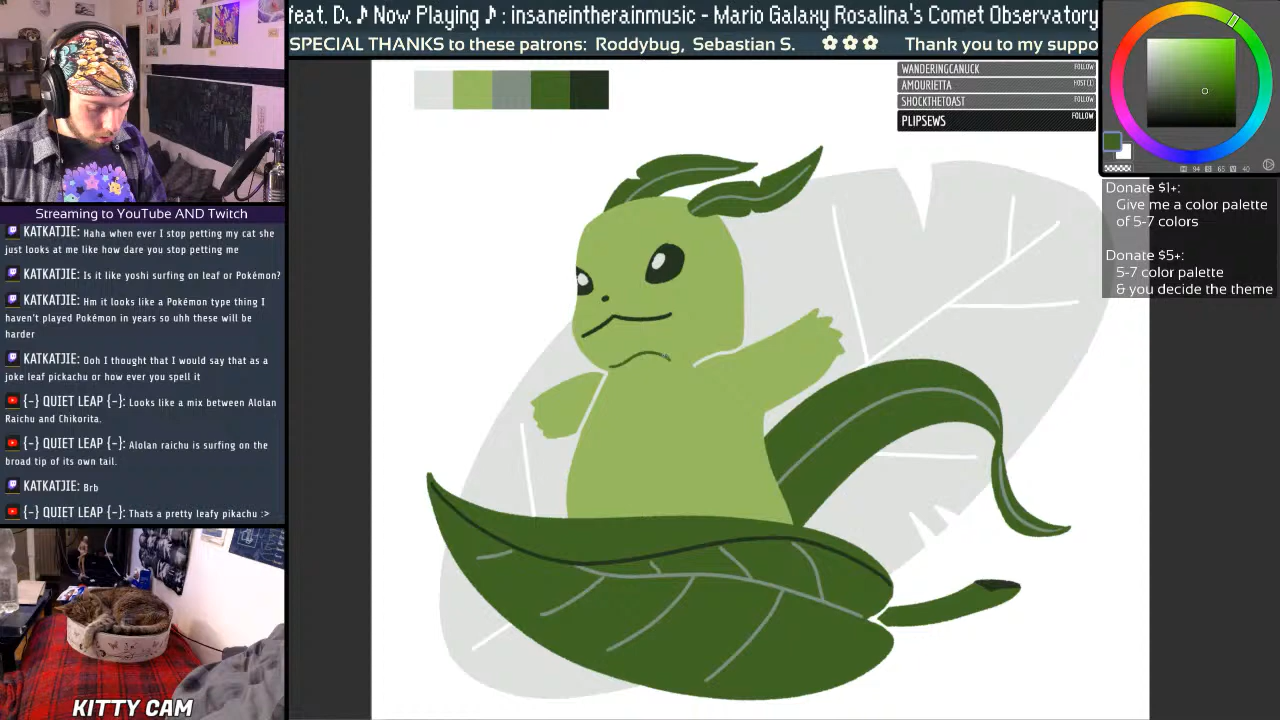 feat. D. ♪ Now Playing ♪ : insaneintherainmusic - Mario Galaxy Rosalina's Comet Observatory
SPECIAL THANKS to these patrons: Roddybug, Sebastian S. ✿ ✿ ✿ Thank you to my suppo
WANDERINGCANUCK FOLLOW
AMOURIETTA HOST
SHOCKTHETOAST FOLLOW
PLIPSEWS FOLLOW
Donate $1+:
Give me a color palette
of 5-7 colors
Donate $5+:
5-7 color palette
& you decide the theme
Streaming to YouTube AND Twitch
KATKATJIE: Haha when ever I stop petting my cat she
just looks at me like how dare you stop petting me
KATKATJIE: Is it like yoshi surfing on leaf or Pokémon?
KATKATJIE: Hm it looks like a Pokémon type thing I
haven't played Pokémon in years so uhh these will be
harder
KATKATJIE: Ooh I thought that I would say that as a
joke leaf pickachu or how ever you spell it
{-} QUIET LEAP {-}: Looks like a mix between Alolan
Raichu and Chikorita.
{-} QUIET LEAP {-}: Alolan raichu is surfing on the
broad tip of its own tail.
KATKATJIE: Brb
{-} QUIET LEAP {-}: Thats a pretty leafy pikachu :>
KITTY CAM